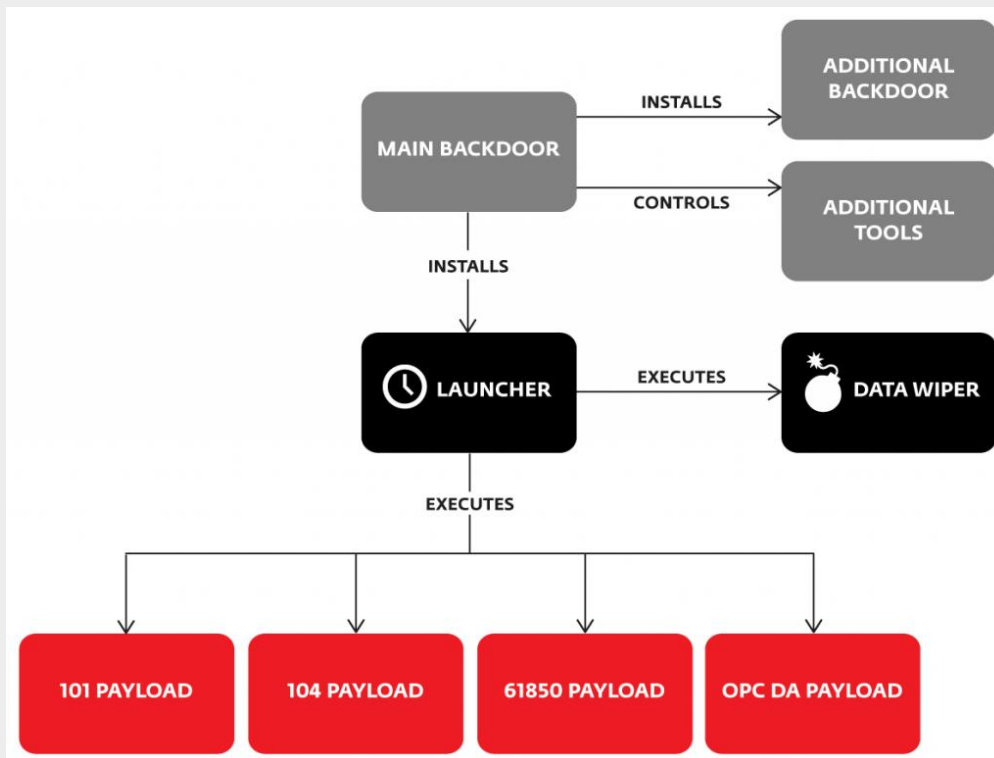 ADDITIONAL
BACKDOOR
INSTALLS
MAIN BACKDOOR
CONTROLS
ADDITIONAL
TOOLS
INSTALLS
LAUNCHER
EXECUTES
DATA WIPER
EXECUTES
101 PAYLOAD
104 PAYLOAD
61850 PAYLOAD
OPC DA PAYLOAD